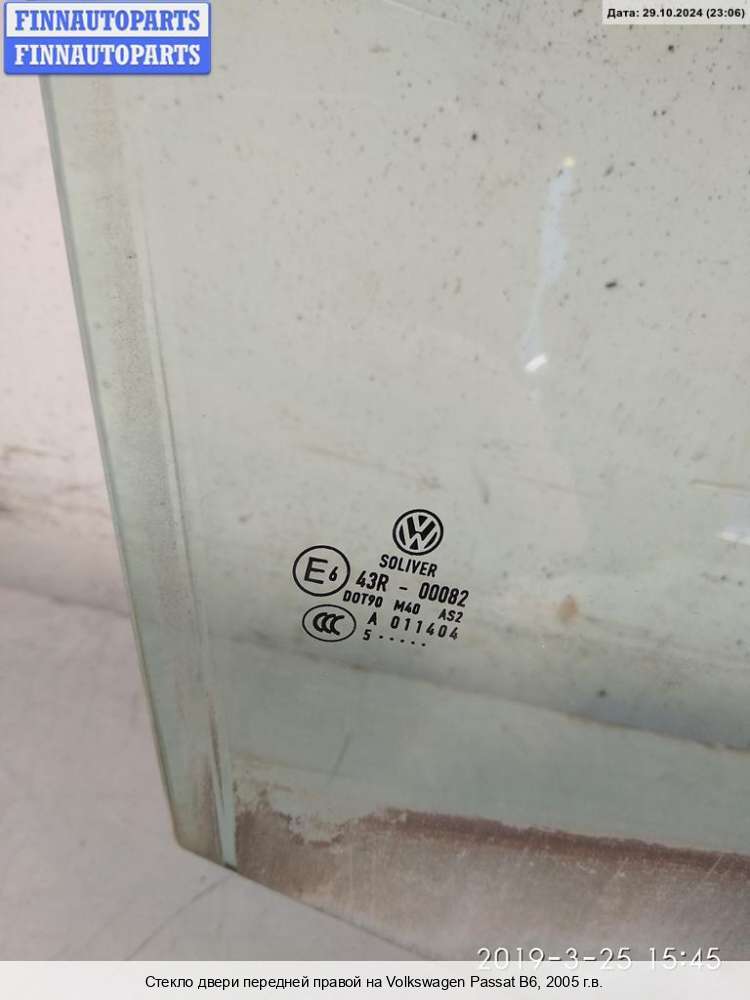 FINNAUTOPARTS
FINNAUTOPARTS
Дата: 29.10.2024 (23:06)
SOLIVER
E6 43R - 00082
DOT90 M40 AS2
CCC A 011404
5 · · · · ·
2019-3-25 15:45
Стекло двери передней правой на Volkswagen Passat B6, 2005 г.в.